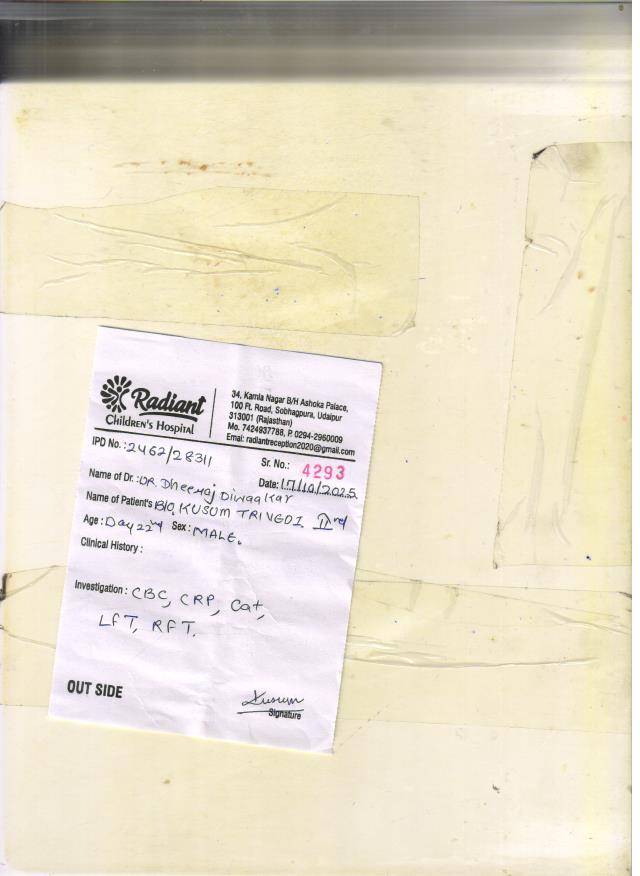 Radiant
Children's Hospital
34, Kamla Nagar B/H Ashoka Palace,
100 Ft. Road, Sobhagpura, Udaipur
313001 (Rajasthan)
Mo. 7424937788, P. 0294-2960009
Emai: radiantreception2020@gmail.com
IPD No.: 2462/28311
Sr. No.: 4293
Date: 17/10/2025
Name of Dr.: DR. Dheeraj Diwaakar
Name of Patient's B/O. KUSUM TRIVEDI IInd
Age: Day 22nd Sex: MALE.
Clinical History:
Investigation: CBC, CRP, Cat,
LFT, RFT.
OUT SIDE
Kusum
Signature